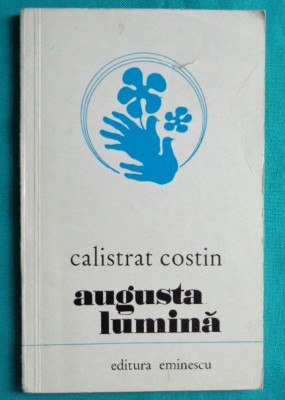 calistrat costin
augusta
lumină
editura eminescu